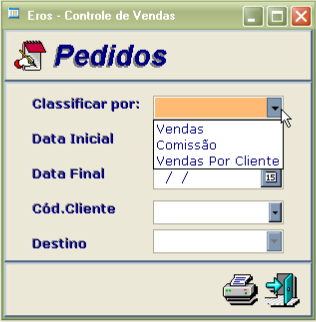 Eros - Controle de Vendas
Pedidos
Classificar por:
Vendas
Comissão
Vendas Por Cliente
Data Inicial
Data Final
/ /
15
Cód.Cliente
Destino